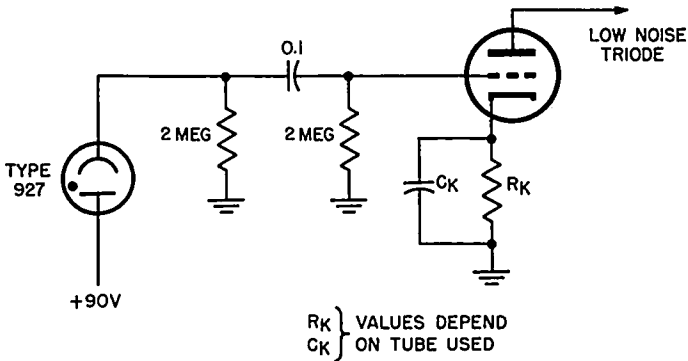 LOW NOISE
TRIODE
0.1
2 MEG
2 MEG
TYPE
927
CK
RK
+90V
RK } VALUES DEPEND
CK } ON TUBE USED